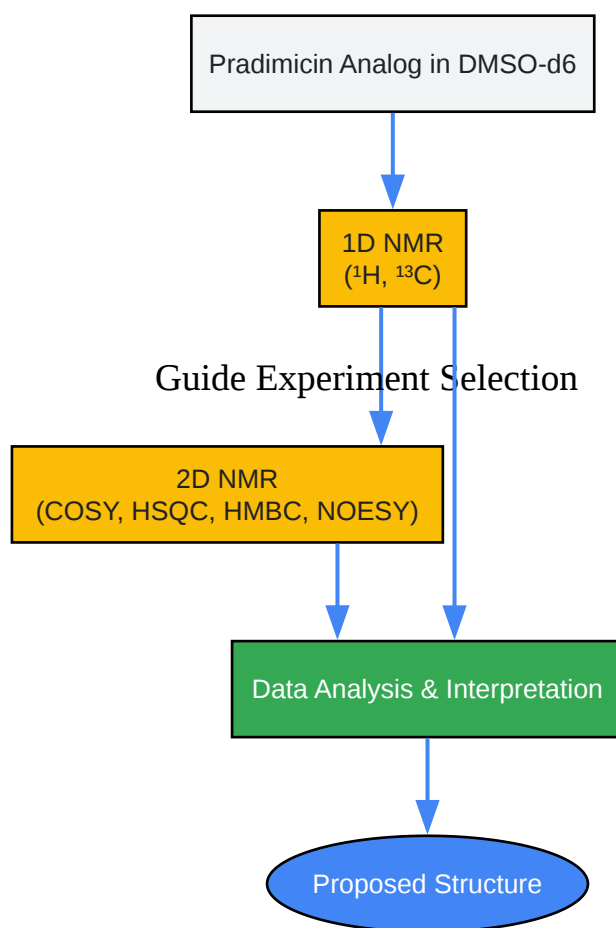 Pradimicin Analog in DMSO-d6
1D NMR
(¹H, ¹³C)
Guide Experiment Selection
2D NMR
(COSY, HSQC, HMBC, NOESY)
Data Analysis & Interpretation
Proposed Structure